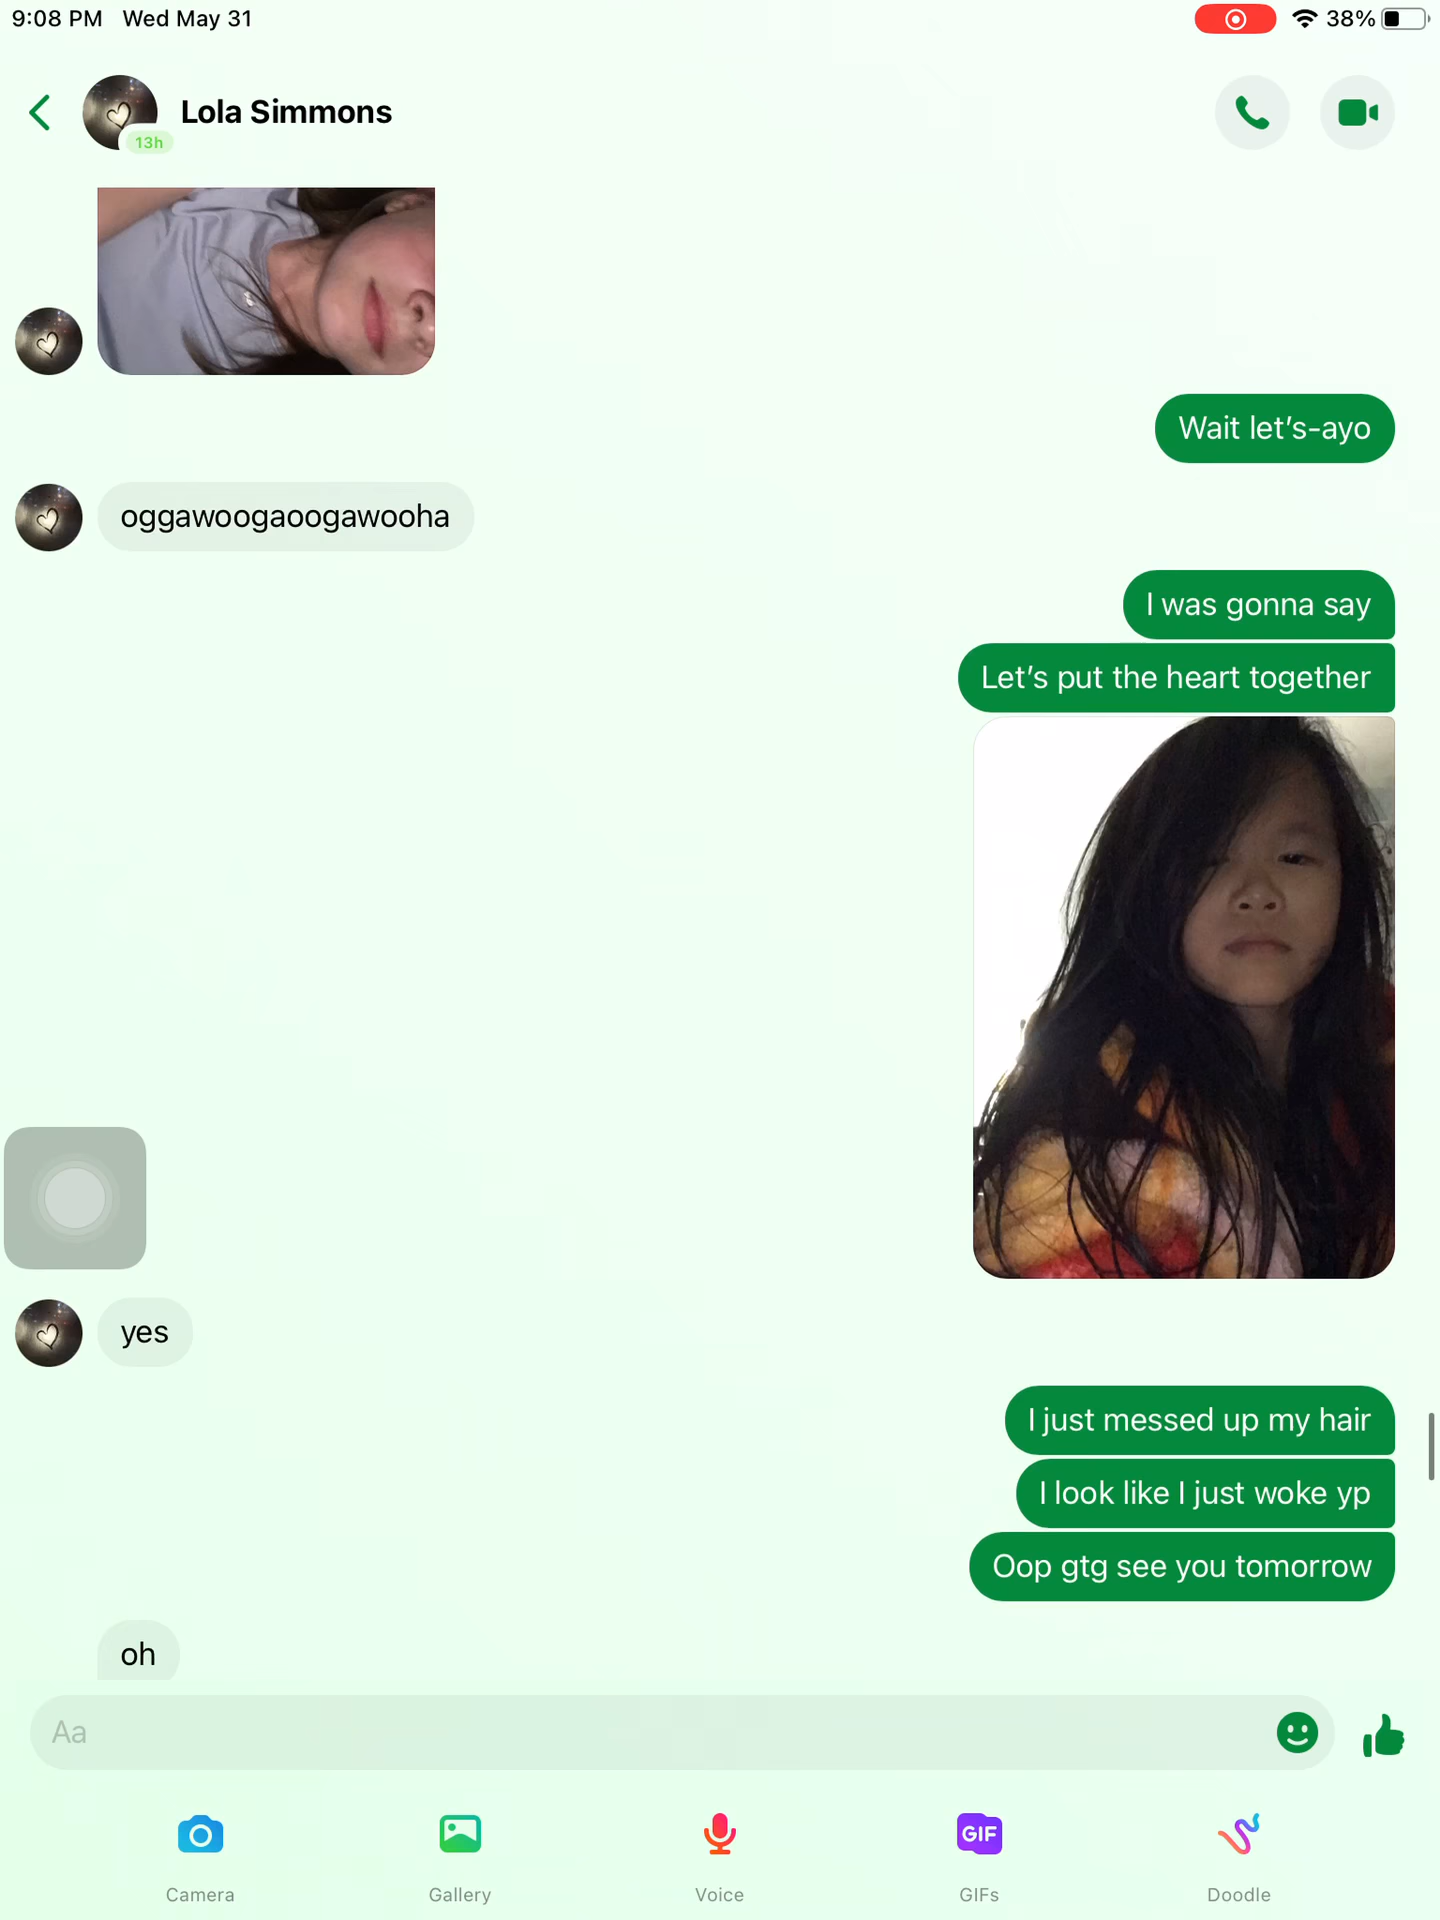 9:08 PM Wed May 31
38%
Lola Simmons
13h
Wait let's-ayo
oggawoogaoogawooha
I was gonna say
Let's put the heart together
yes
I just messed up my hair
I look like I just woke yp
Oop gtg see you tomorrow
oh
Aa
GIF
Camera Gallery Voice GIFs Doodle